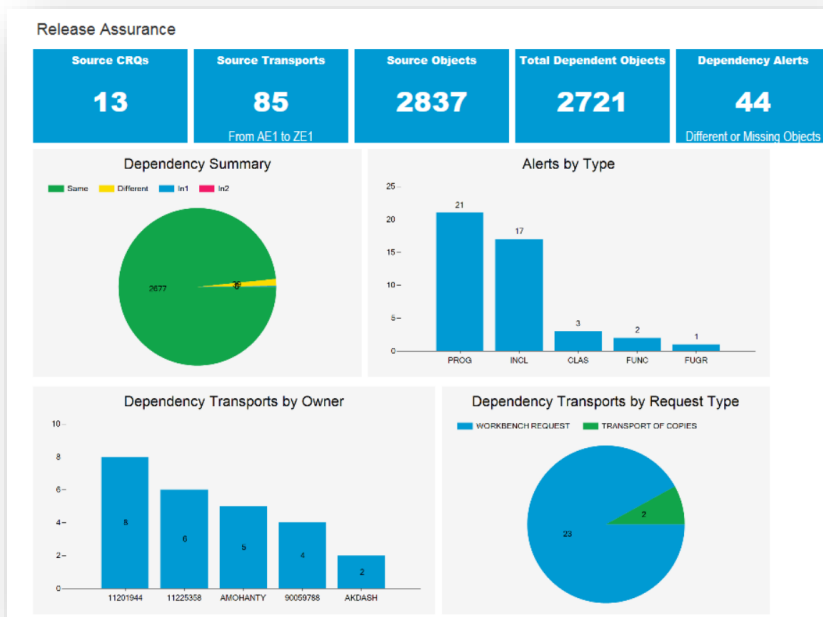 Release Assurance
Source CRQs
13
Source Transports
85
From AE1 to ZE1
Source Objects
2837
Total Dependent Objects
2721
Dependency Alerts
44
Different or Missing Objects
Dependency Summary
Same Different In1 In2
2677
Alerts by Type
25
20
15
10
5
0
21
17
3
2
1
PROG INCL CLAS FUNC FUGR
Dependency Transports by Owner
10
8
6
4
2
0
8
6
5
4
2
11201944 11225358 AMOHANTY 90059788 AKDASH
Dependency Transports by Request Type
WORKBENCH REQUEST TRANSPORT OF COPIES
2
23